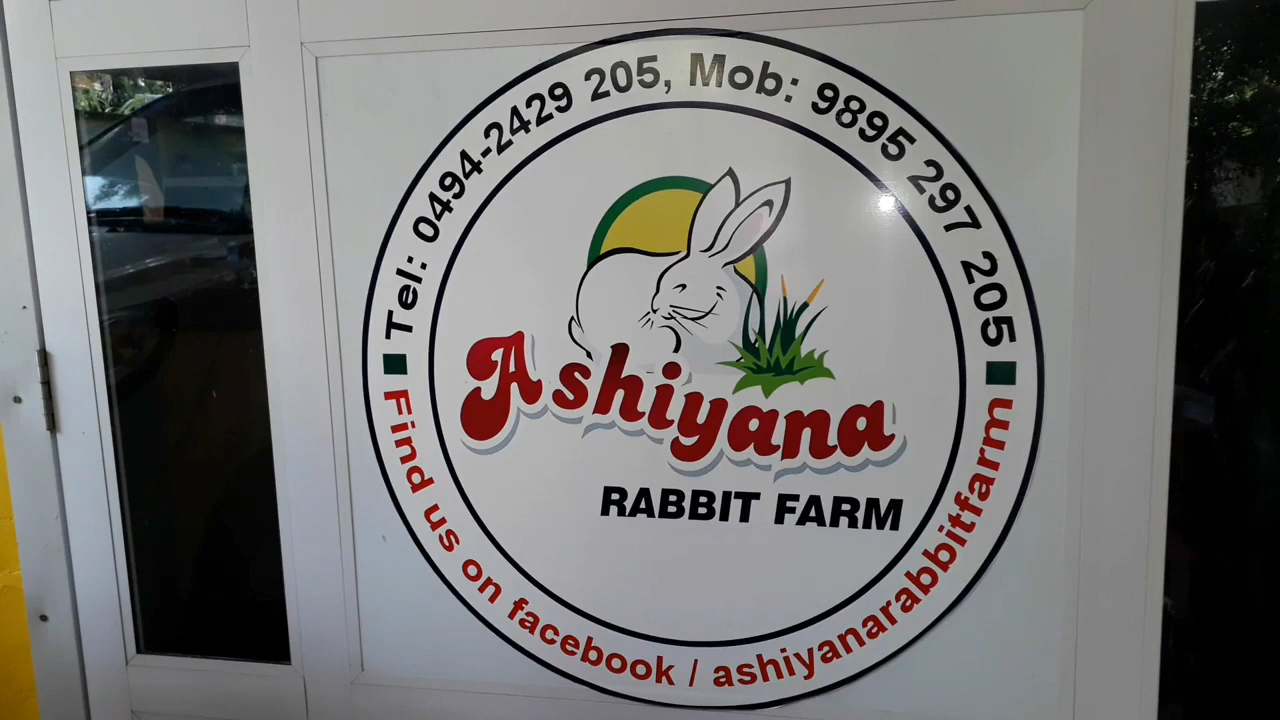 Tel: 0494-2429 205, Mob: 9895 297 205
Ashiyana
RABBIT FARM
Find us on facebook / ashiyanarabbitfarm